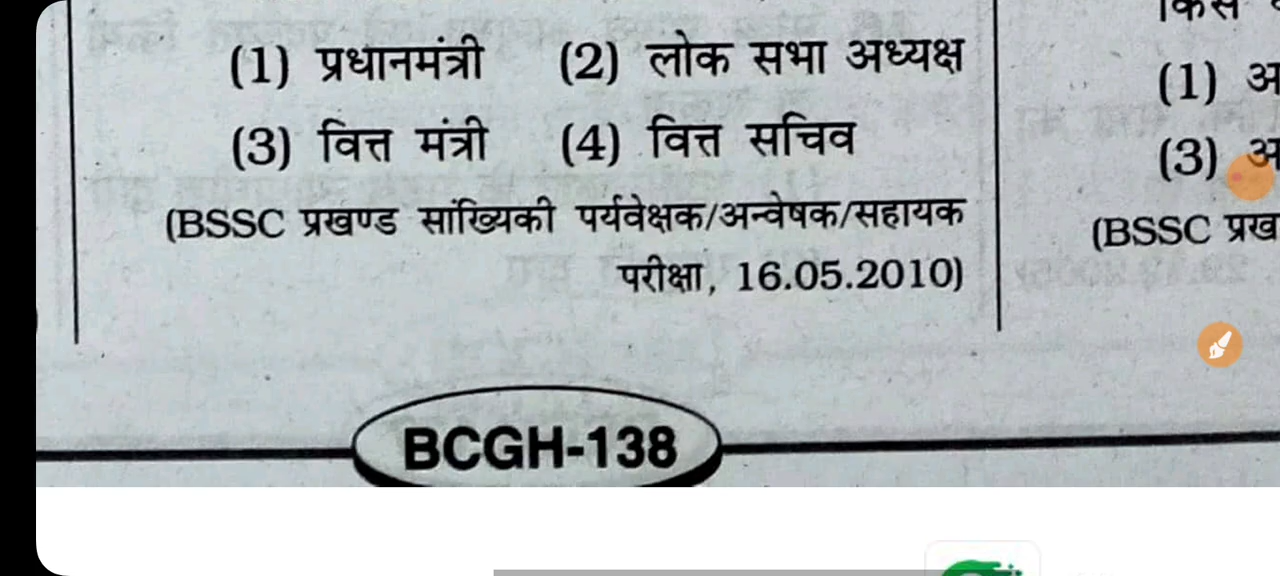 (1) प्रधानमंत्री (2) लोक सभा अध्यक्ष
(3) वित्त मंत्री (4) वित्त सचिव
(BSSC प्रखण्ड सांख्यिकी पर्यवेक्षक/अन्वेषक/सहायक
परीक्षा, 16.05.2010)
(1)
(3)
(BSSC
BCGH-138